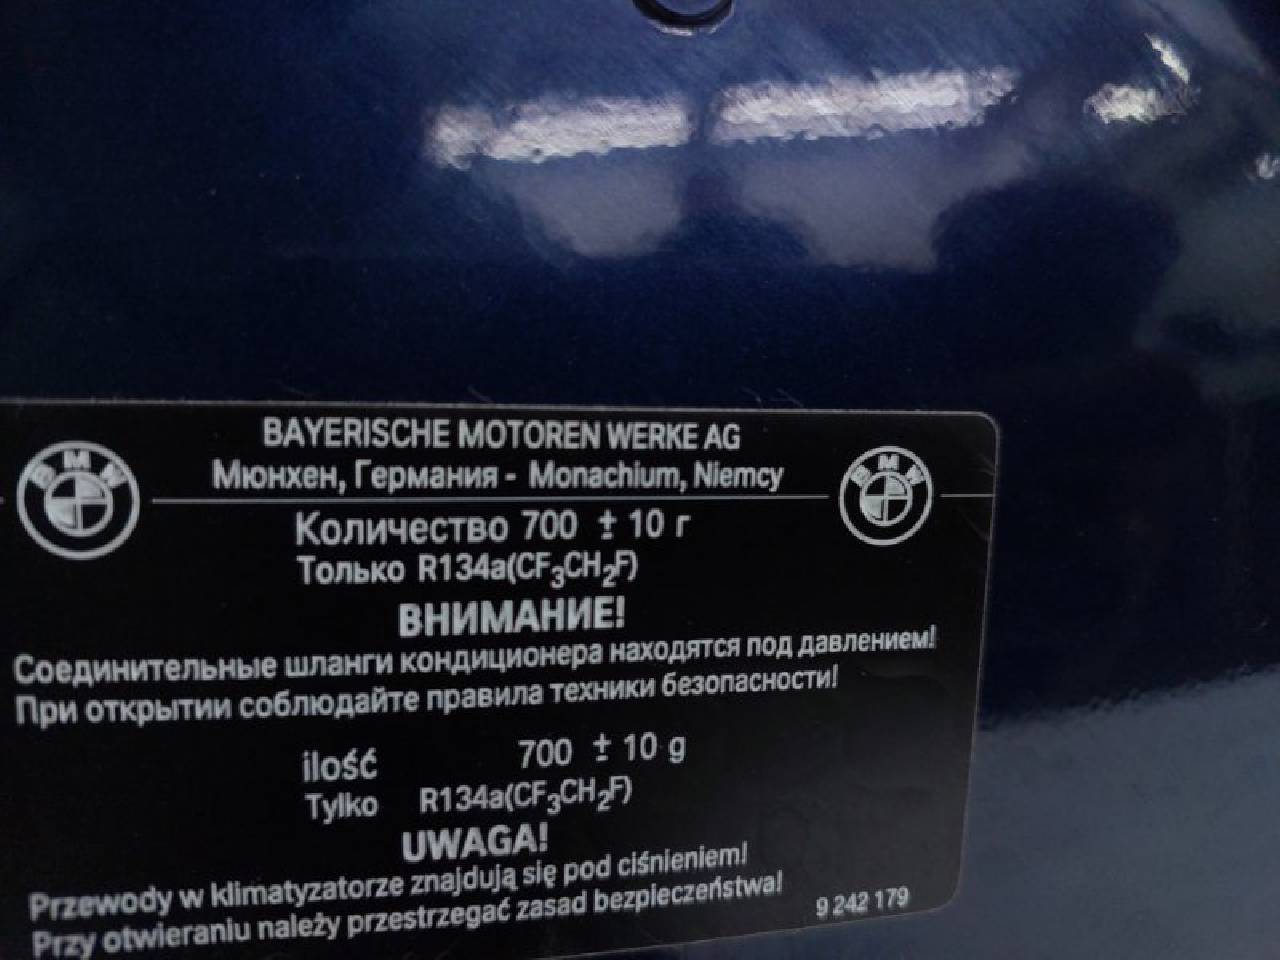 BAYERISCHE MOTOREN WERKE AG
BMW
BMW
Мюнхен, Германия - Monachium, Niemcy
Количество 700 ± 10 г
Только R134a(CF₃CH₂F)
ВНИМАНИЕ!
Соединительные шланги кондиционера находятся под давлением!
При открытии соблюдайте правила техники безопасности!
ilość 700 ± 10 g
Tylko R134a(CF₃CH₂F)
UWAGA!
Przewody w klimatyzatorze znajdują się pod ciśnieniem!
Przy otwieraniu należy przestrzegać zasad bezpieczeństwa!
9 242 179